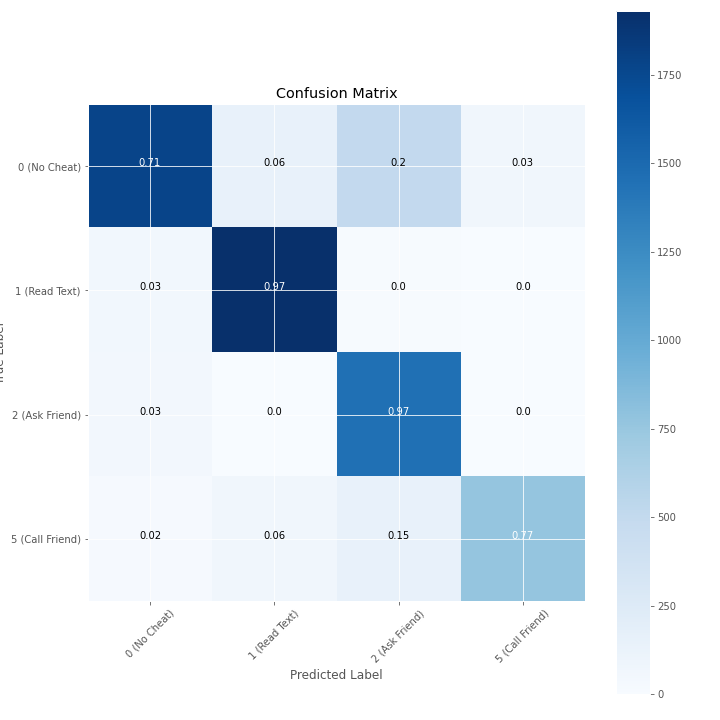 Confusion Matrix
0 (No Cheat) 0.71 0.06 0.2 0.03
1 (Read Text) 0.03 0.97 0.0 0.0
2 (Ask Friend) 0.03 0.0 0.97 0.0
5 (Call Friend) 0.02 0.06 0.15 0.77
0 (No Cheat) 1 (Read Text) 2 (Ask Friend) 5 (Call Friend)
Predicted Label
1750
1500
1250
1000
750
500
250
0